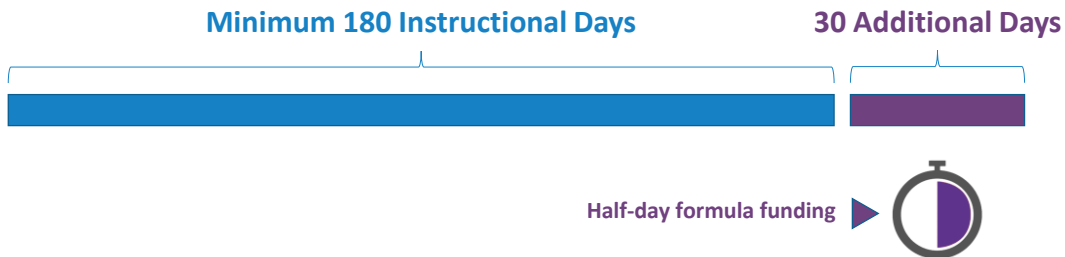 Minimum 180 Instructional Days
30 Additional Days
Half-day formula funding